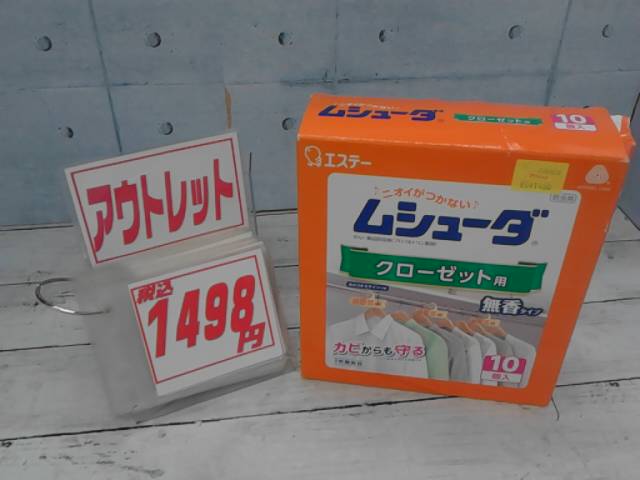 アウトレット
税込
1498円
ムシューダ
クローゼット用
10
個入
エステー
♪ニオイがつかない♪
ムシューダ
クローゼット用
無香タイプ
カビからも守る
10
個入